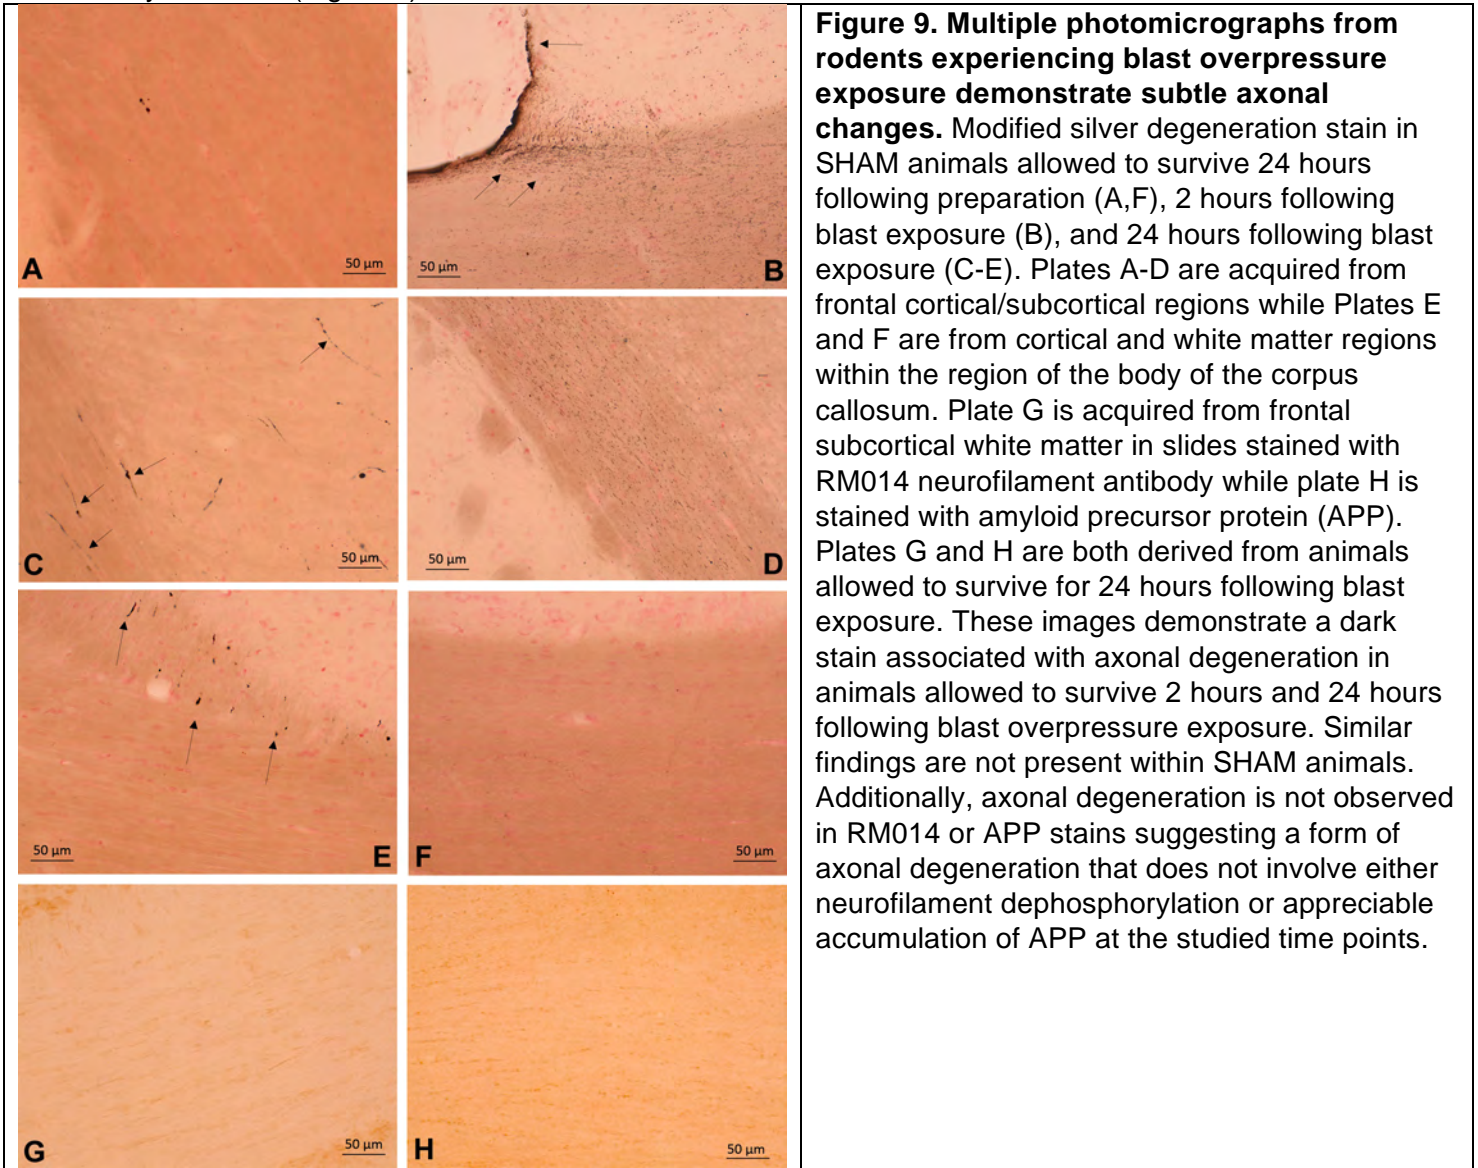 50 µm
A
50 µm
B
50 µm
C
50 µm
D
50 µm
E
F
50 µm
50 µm
G
H
50 µm
Figure 9. Multiple photomicrographs from
rodents experiencing blast overpressure
exposure demonstrate subtle axonal
changes. Modified silver degeneration stain in
SHAM animals allowed to survive 24 hours
following preparation (A,F), 2 hours following
blast exposure (B), and 24 hours following blast
exposure (C-E). Plates A-D are acquired from
frontal cortical/subcortical regions while Plates E
and F are from cortical and white matter regions
within the region of the body of the corpus
callosum. Plate G is acquired from frontal
subcortical white matter in slides stained with
RM014 neurofilament antibody while plate H is
stained with amyloid precursor protein (APP).
Plates G and H are both derived from animals
allowed to survive for 24 hours following blast
exposure. These images demonstrate a dark
stain associated with axonal degeneration in
animals allowed to survive 2 hours and 24 hours
following blast overpressure exposure. Similar
findings are not present within SHAM animals.
Additionally, axonal degeneration is not observed
in RM014 or APP stains suggesting a form of
axonal degeneration that does not involve either
neurofilament dephosphorylation or appreciable
accumulation of APP at the studied time points.